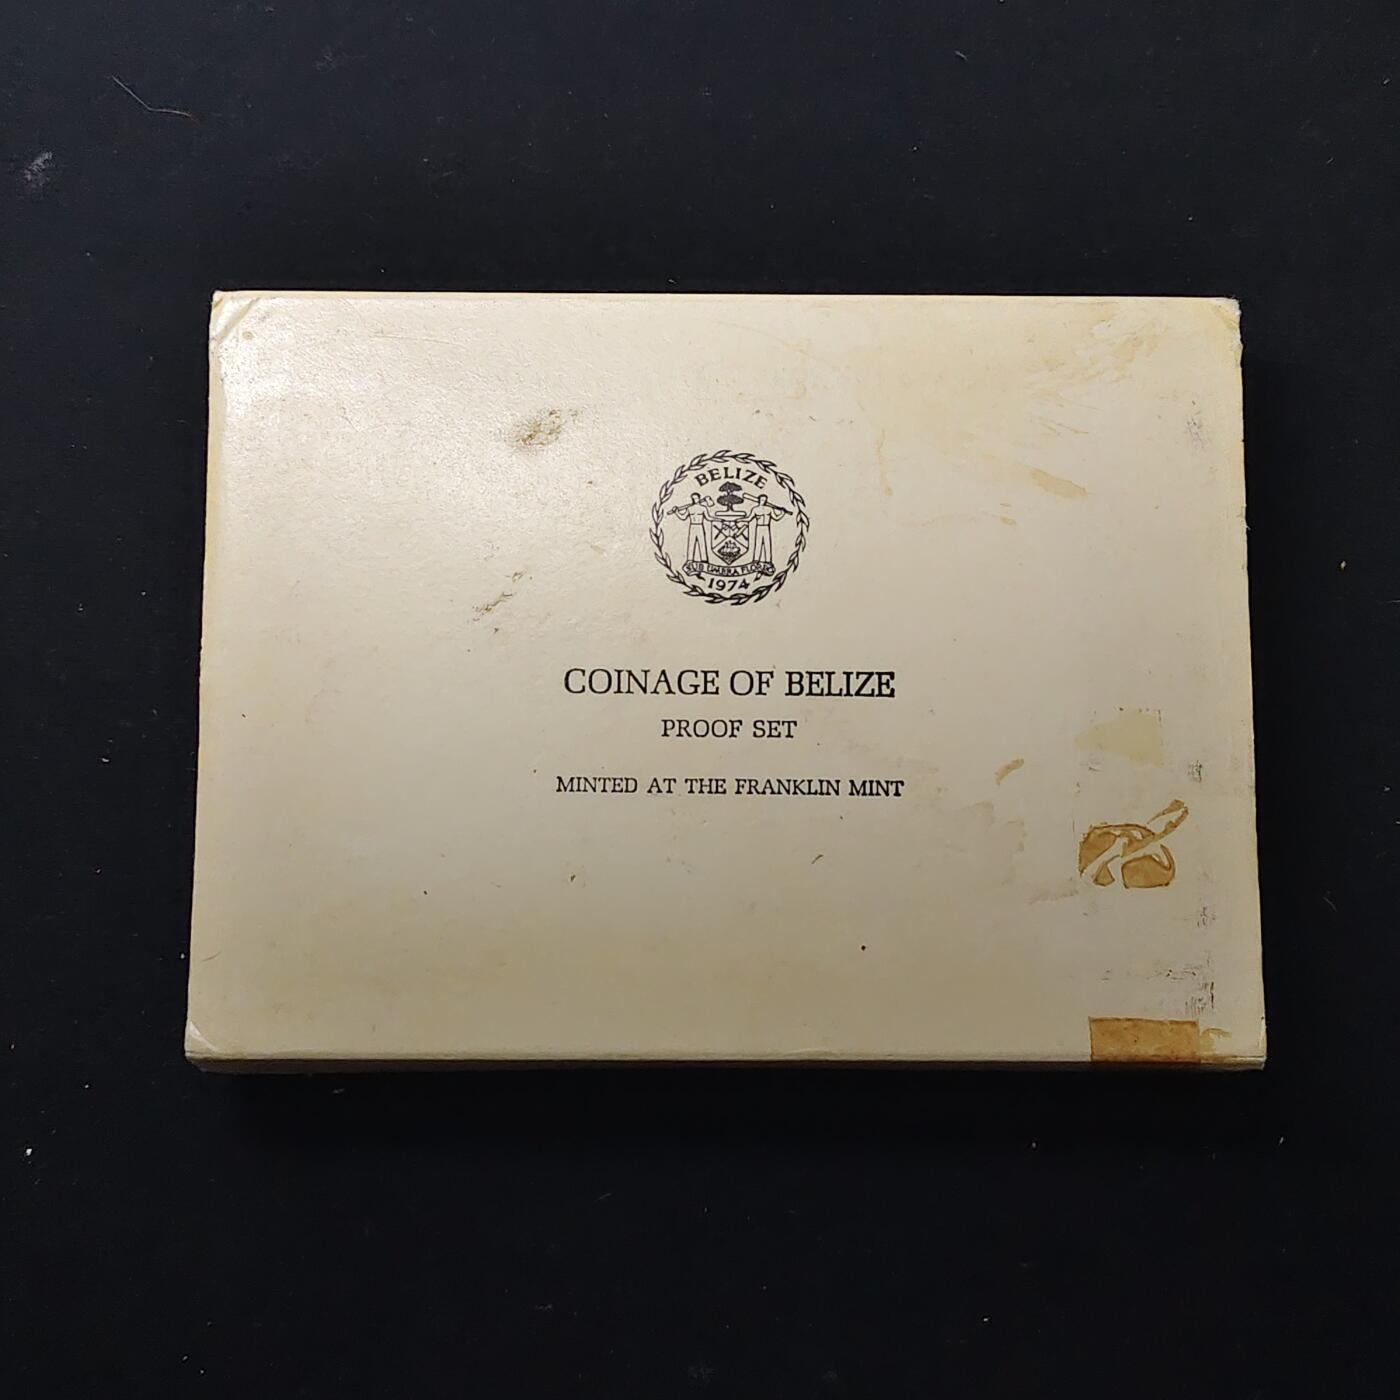 BELIZE
SUB UMBRA FLOREO
1974
COINAGE OF BELIZE
PROOF SET
MINTED AT THE FRANKLIN MINT